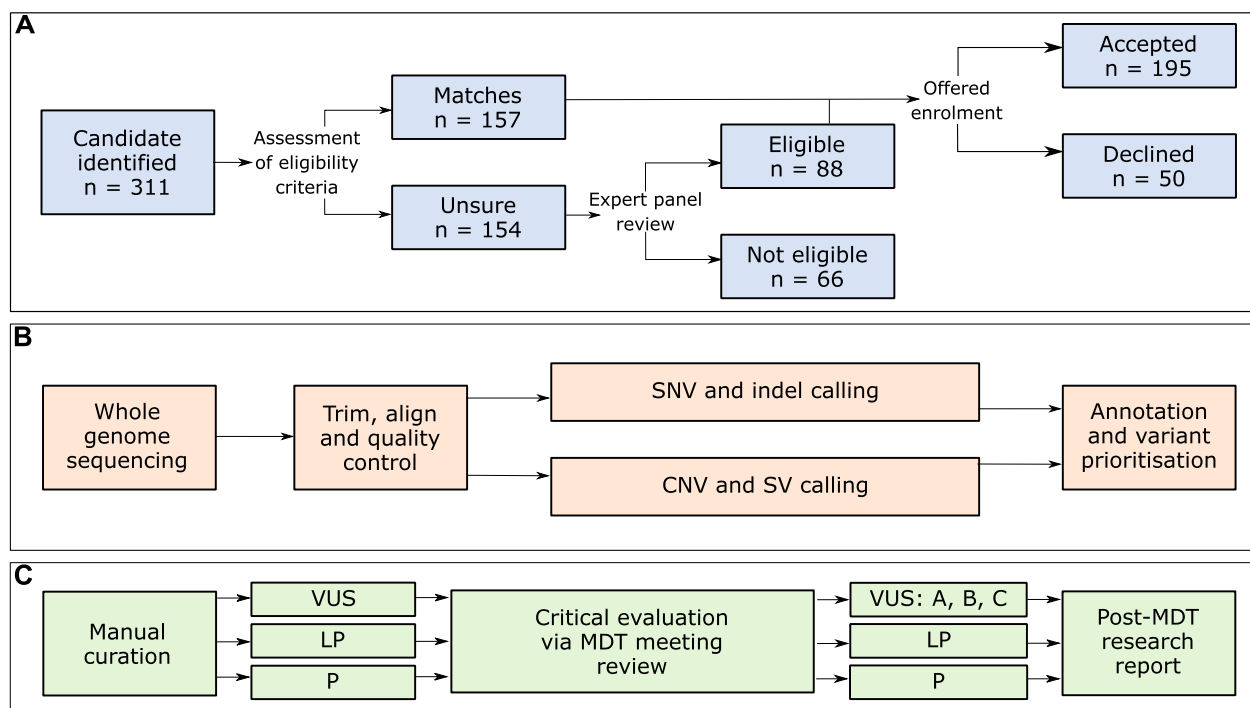 A
Candidate
identified
n = 311
Assessment
of eligibility
criteria
Matches
n = 157
Unsure
n = 154
Expert panel
review
Eligible
n = 88
Not eligible
n = 66
Offered
enrolment
Accepted
n = 195
Declined
n = 50
B
Whole
genome
sequencing
Trim, align
and quality
control
SNV and indel calling
CNV and SV calling
Annotation
and variant
prioritisation
C
Manual
curation
VUS
LP
P
Critical evaluation
via MDT meeting
review
VUS: A, B, C
LP
P
Post-MDT
research
report